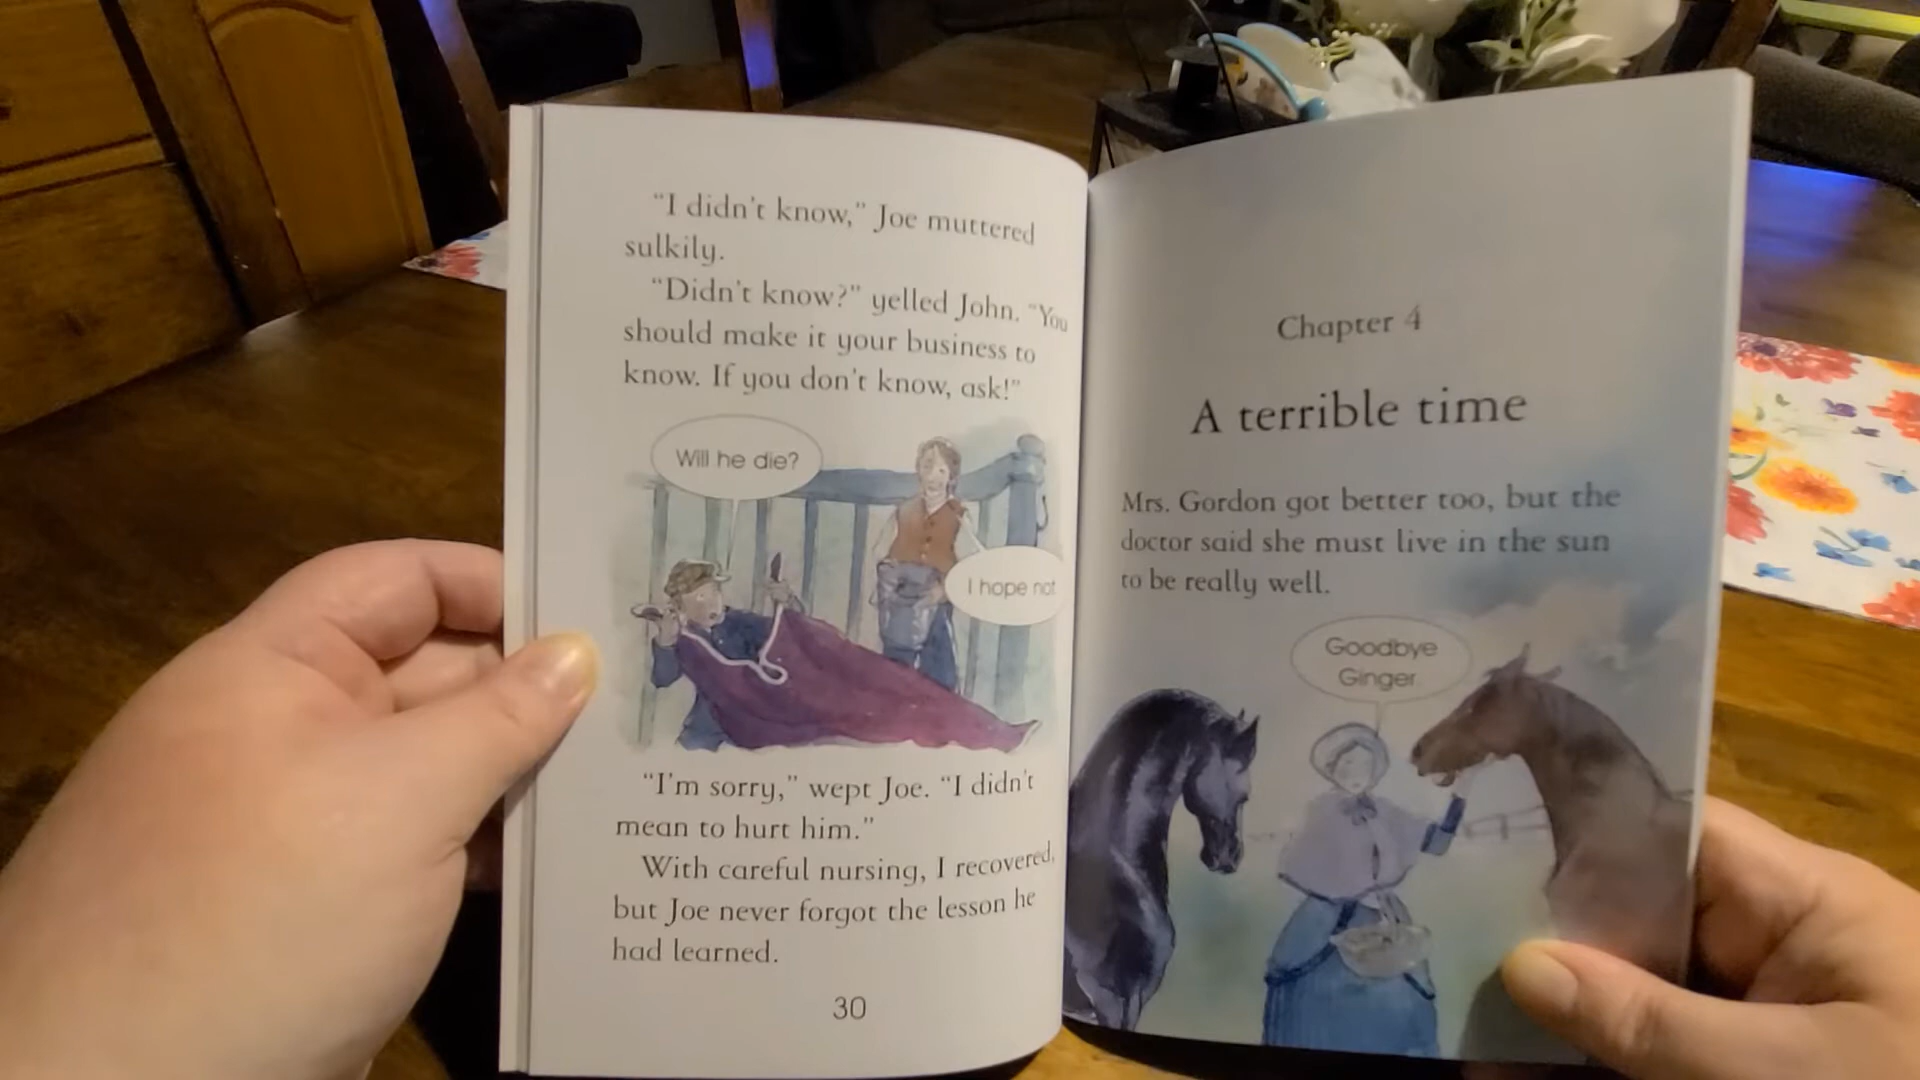 “I didn’t know,” Joe muttered
sulkily.
“Didn’t know?” yelled John. “You
should make it your business to
know. If you don’t know, ask!”
Will he die?
I hope not
“I’m sorry,” wept Joe. “I didn’t
mean to hurt him.”
With careful nursing, I recovered,
but Joe never forgot the lesson he
had learned.
30
Chapter 4
A terrible time
Mrs. Gordon got better too, but the
doctor said she must live in the sun
to be really well.
Goodbye
Ginger